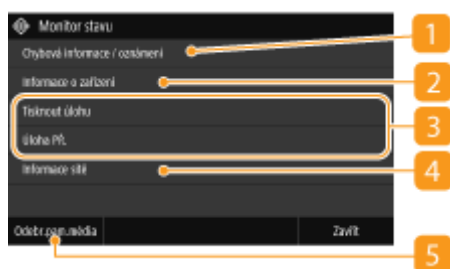 Monitor stavu
1
Chybová informace / oznámení
Informace o zařízení
2
Tisknout úlohu
3
Úloha Př.
Informace sítě
4
Odebr.pam.média
Zavřít
5